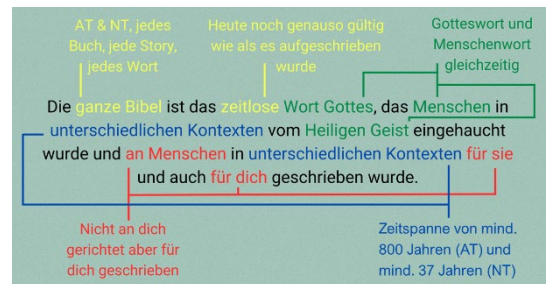 AT & NT, jedes
Buch, jede Story,
jedes Wort
Heute noch genauso gültig
wie als es aufgeschrieben
wurde
Gotteswort und
Menschenwort
gleichzeitig
Die ganze Bibel ist das zeitlose Wort Gottes, das Menschen in
unterschiedlichen Kontexten vom Heiligen Geist eingehaucht
wurde und an Menschen in unterschiedlichen Kontexten für sie
und auch für dich geschrieben wurde.
Nicht an dich
gerichtet aber für
dich geschrieben
Zeitspanne von mind.
800 Jahren (AT) und
mind. 37 Jahren (NT)